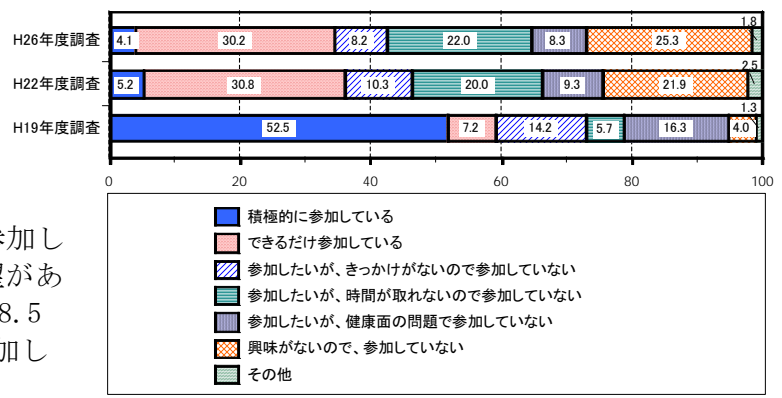 1.8
H26年度調査 4.1 30.2 8.2 22.0 8.3 25.3
2.5
H22年度調査 5.2 30.8 10.3 20.0 9.3 21.9
1.3
H19年度調査 52.5 7.2 14.2 5.7 16.3 4.0
0 20 40 60 80 100
積極的に参加している
できるだけ参加している
参加したいが、きっかけがないので参加していない
参加したいが、時間が取れないので参加していない
参加したいが、健康面の問題で参加していない
興味がないので、参加していない
その他
参加し
望があ
8.5
加し